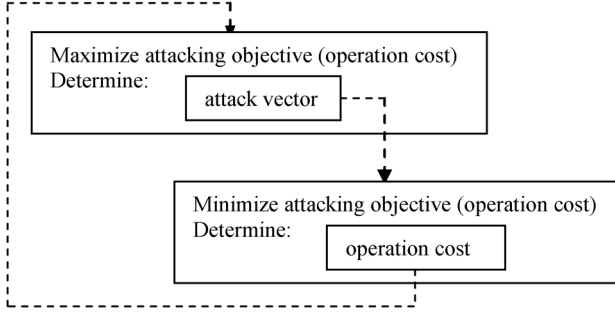 Maximize attacking objective (operation cost)
Determine:
attack vector
Minimize attacking objective (operation cost)
Determine:
operation cost